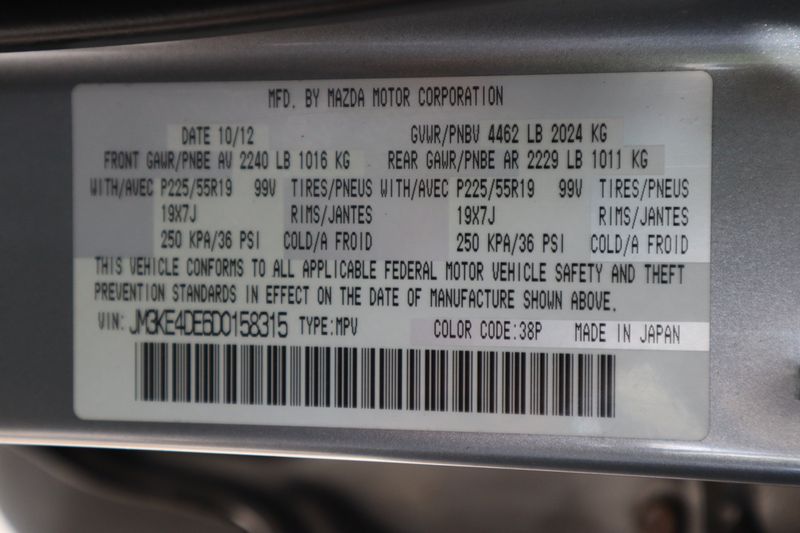 MFD. BY MAZDA MOTOR CORPORATION
DATE 10/12 GVWR/PNBV 4462 LB 2024 KG
FRONT GAWR/PNBE AV 2240 LB 1016 KG REAR GAWR/PNBE AR 2229 LB 1011 KG
WITH/AVEC P225/55R19 99V TIRES/PNEUS WITH/AVEC P225/55R19 99V TIRES/PNEUS
19X7J RIMS/JANTES 19X7J RIMS/JANTES
250 KPA/36 PSI COLD/A FROID 250 KPA/36 PSI COLD/A FROID
THIS VEHICLE CONFORMS TO ALL APPLICABLE FEDERAL MOTOR VEHICLE SAFETY AND THEFT
PREVENTION STANDARDS IN EFFECT ON THE DATE OF MANUFACTURE SHOWN ABOVE.
VIN: JM3KE4DE6D0158315 TYPE:MPV COLOR CODE:38P MADE IN JAPAN